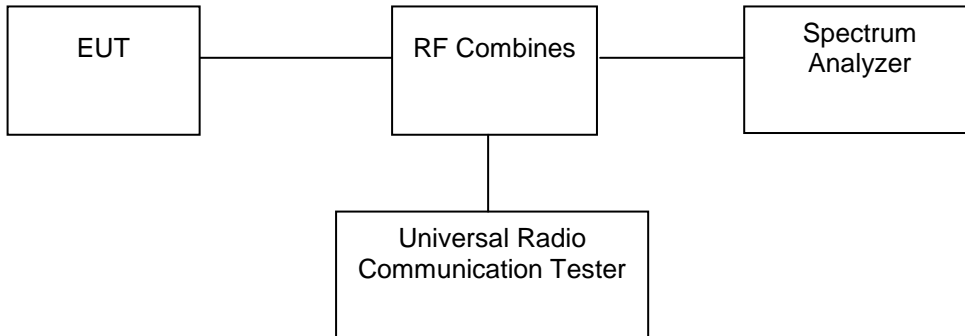 EUT
RF Combines
Spectrum
Analyzer
Universal Radio
Communication Tester